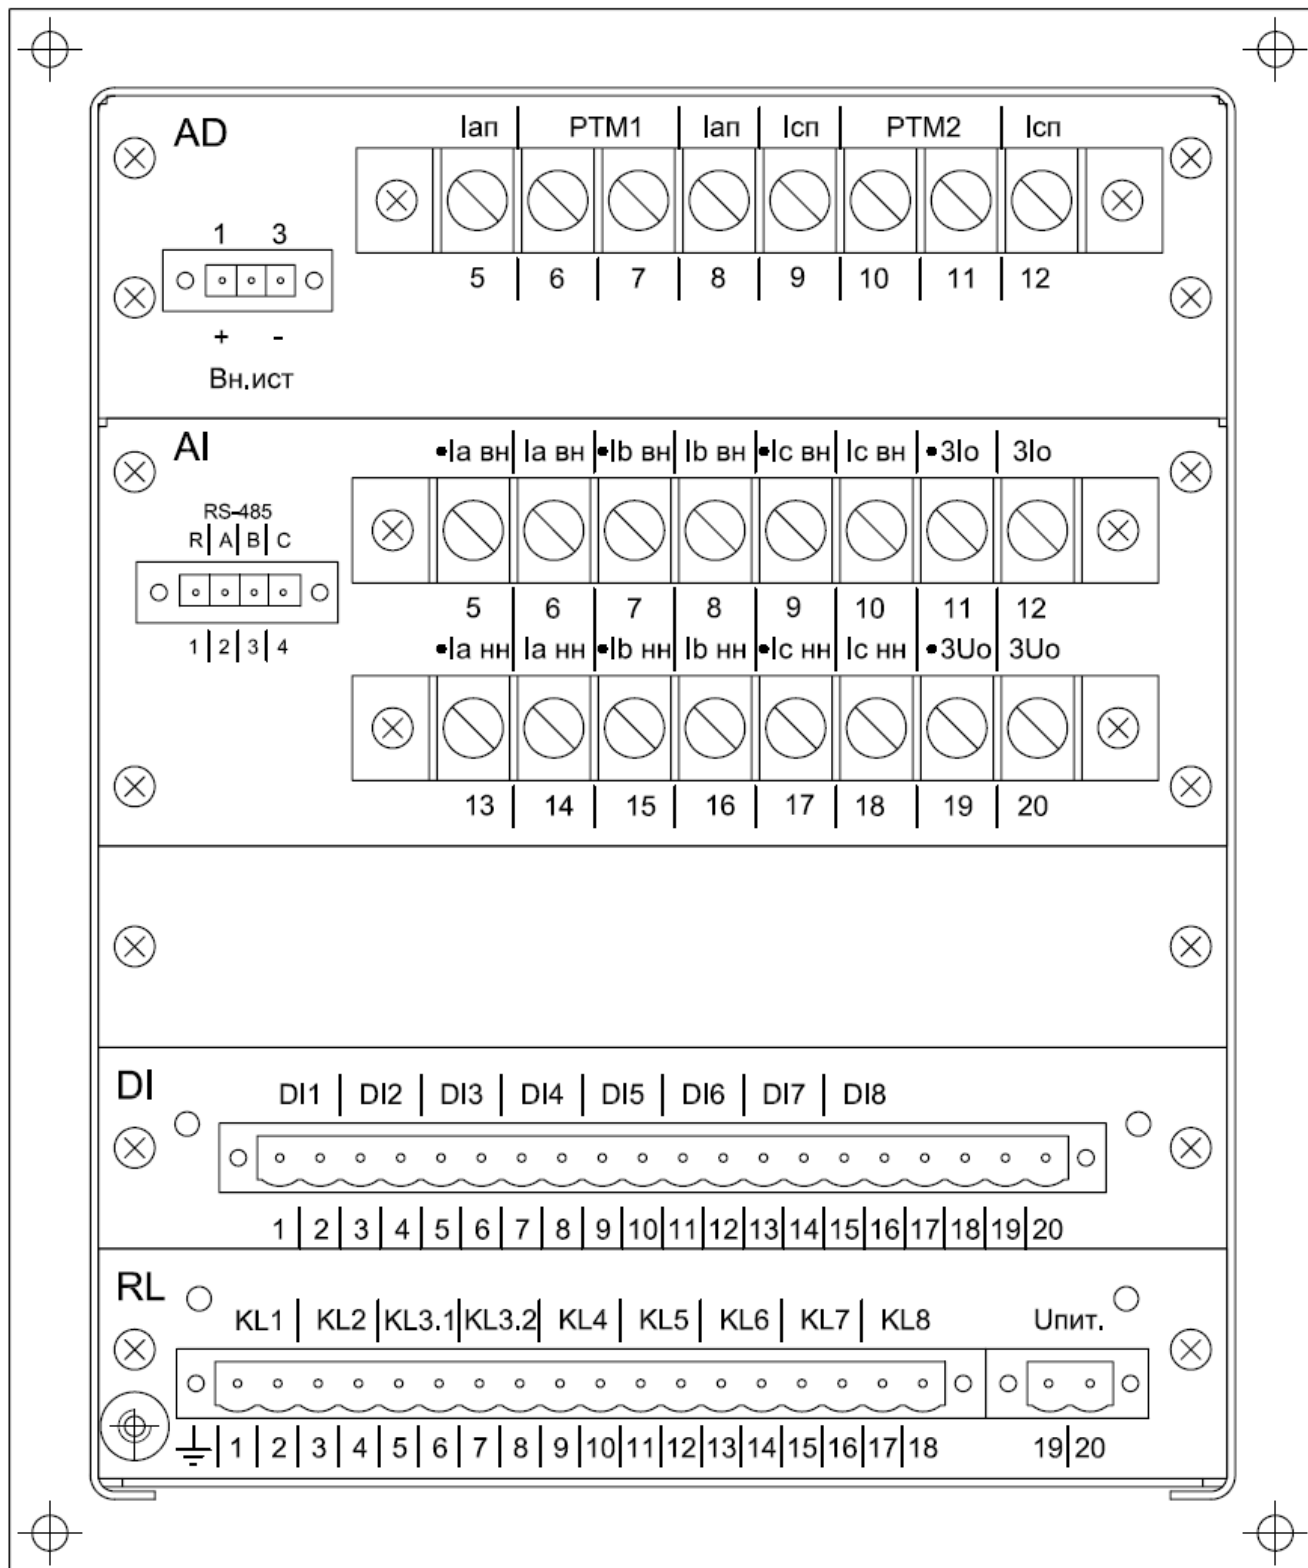 AD
Iап | РТМ1 | Iап | Iсп | РТМ2 | Iсп
1 3
5 | 6 | 7 | 8 | 9 | 10 | 11 | 12
+ -
Вн.ист
AI
•Ia вн | Ia вн | •Ib вн | Ib вн | •Ic вн | Ic вн | •3Io | 3Io
RS-485
R | A | B | C
5 | 6 | 7 | 8 | 9 | 10 | 11 | 12
1 | 2 | 3 | 4
•Ia нн | Ia нн | •Ib нн | Ib нн | •Ic нн | Ic нн | •3Uo | 3Uo
13 | 14 | 15 | 16 | 17 | 18 | 19 | 20
DI
DI1 | DI2 | DI3 | DI4 | DI5 | DI6 | DI7 | DI8
1 | 2 | 3 | 4 | 5 | 6 | 7 | 8 | 9 | 10 | 11 | 12 | 13 | 14 | 15 | 16 | 17 | 18 | 19 | 20
RL
KL1 | KL2 | KL3.1 | KL3.2 | KL4 | KL5 | KL6 | KL7 | KL8
Uпит.
1 | 2 | 3 | 4 | 5 | 6 | 7 | 8 | 9 | 10 | 11 | 12 | 13 | 14 | 15 | 16 | 17 | 18
19 | 20